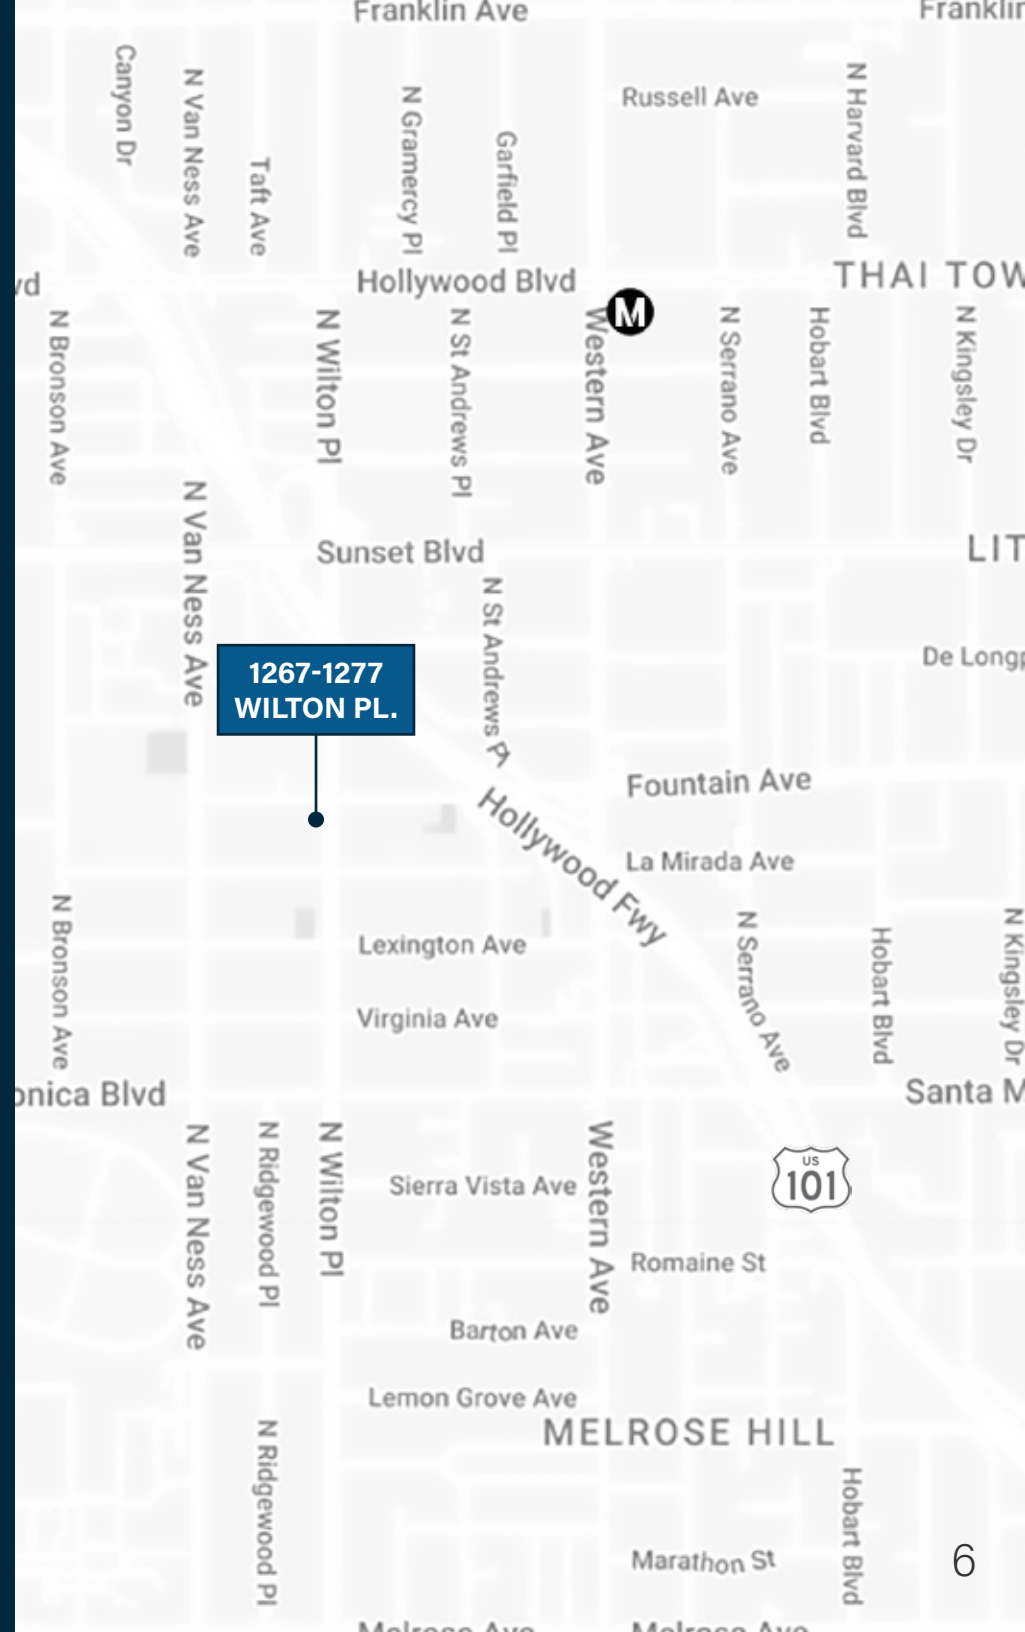 Franklin Ave
Franklin
Canyon Dr
N Van Ness Ave
Taft Ave
N Gramercy Pl
Garfield Pl
Russell Ave
N Harvard Blvd
vd
Hollywood Blvd
THAI TOW
M
N Bronson Ave
N Wilton Pl
N St Andrews Pl
Western Ave
N Serrano Ave
Hobart Blvd
N Kingsley Dr
N Van Ness Ave
Sunset Blvd
LIT
N St Andrews Pl
De Longp
1267-1277
WILTON PL.
Fountain Ave
Hollywood Fwy
La Mirada Ave
N Bronson Ave
Lexington Ave
N Serrano Ave
Hobart Blvd
N Kingsley Dr
Virginia Ave
onica Blvd
Santa M
N Van Ness Ave
N Ridgewood Pl
N Wilton Pl
Sierra Vista Ave
Western Ave
US
101
Romaine St
Barton Ave
Lemon Grove Ave
MELROSE HILL
N Ridgewood Pl
Hobart Blvd
Marathon St
6
Melrose Ave
Melrose Ave